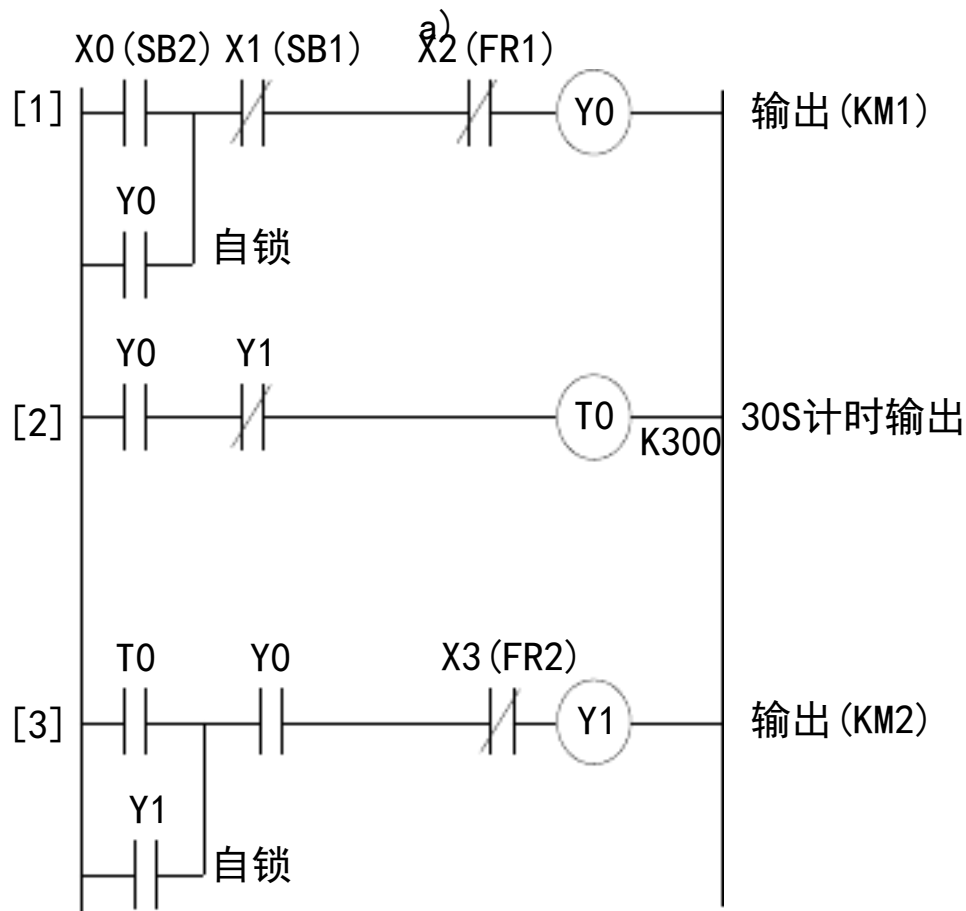 a)
X0(SB2) X1(SB1) X2(FR1)
[1] Y0 输出(KM1)
Y0
自锁
Y0 Y1
[2] T0 K300 30S计时输出
T0 Y0 X3(FR2)
[3] Y1 输出(KM2)
Y1
自锁